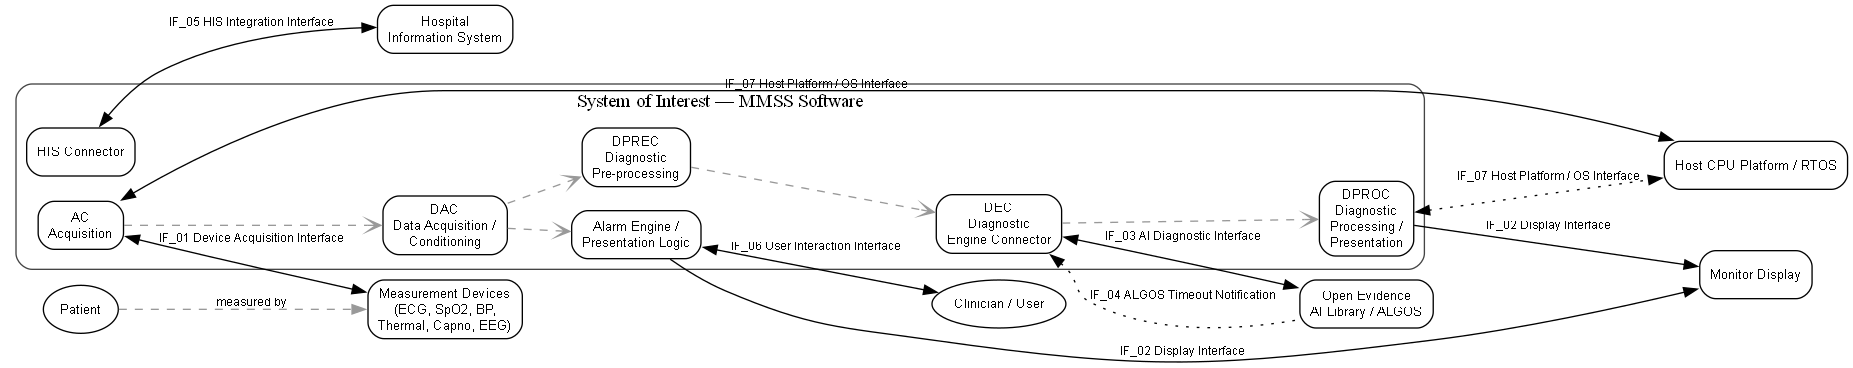 IF_05 HIS Integration Interface
Hospital
Information System
IF_07 Host Platform / OS Interface
System of Interest — MMSS Software
HIS Connector
DPREC
Diagnostic
Pre-processing
Host CPU Platform / RTOS
IF_07 Host Platform / OS Interface
AC
Acquisition
DAC
Data Acquisition /
Conditioning
Alarm Engine /
Presentation Logic
DEC
Diagnostic
Engine Connector
DPROC
Diagnostic
Processing /
Presentation
IF_01 Device Acquisition Interface
IF_06 User Interaction Interface
IF_03 AI Diagnostic Interface
IF_02 Display Interface
Monitor Display
Patient
measured by
Measurement Devices
(ECG, SpO2, BP,
Thermal, Capno, EEG)
Clinician / User
IF_04 ALGOS Timeout Notification
Open Evidence
AI Library / ALGOS
IF_02 Display Interface